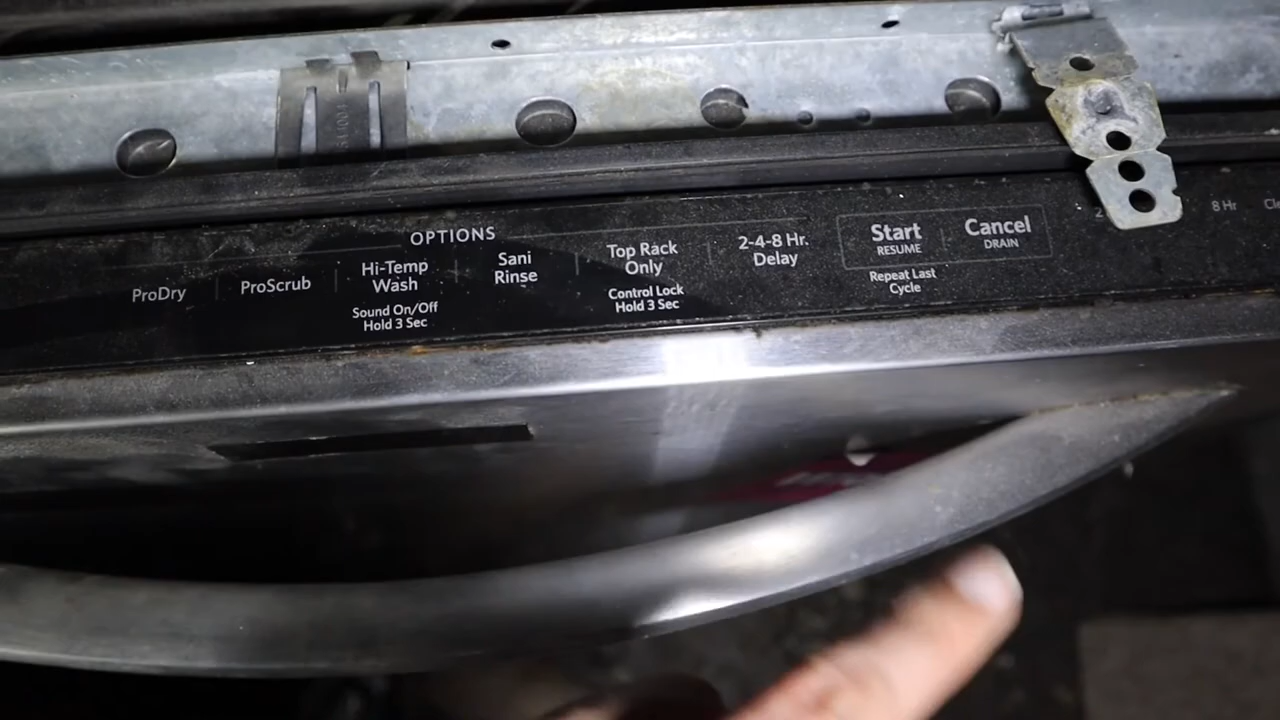 OPTIONS
ProDry
ProScrub
Hi-Temp
Wash
Sound On/Off
Hold 3 Sec
Sani
Rinse
Top Rack
Only
Control Lock
Hold 3 Sec
2-4-8 Hr.
Delay
Start
RESUME
Repeat Last
Cycle
Cancel
DRAIN
2
8 Hr